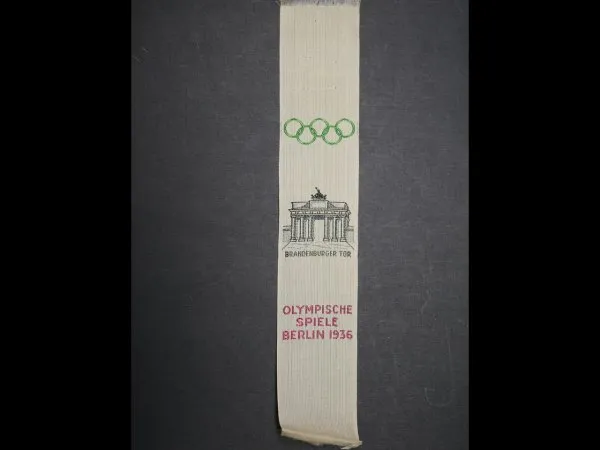 BRANDENBURGER TOR
OLYMPISCHE
SPIELE
BERLIN 1936